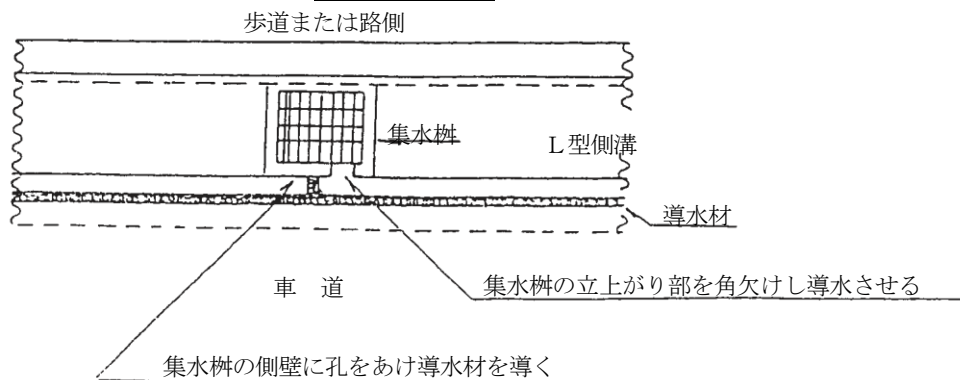 歩道または路側
集水桝
L型側溝
導水材
車 道
集水桝の立上がり部を角欠けし導水させる
集水桝の側壁に孔をあけ導水材を導く